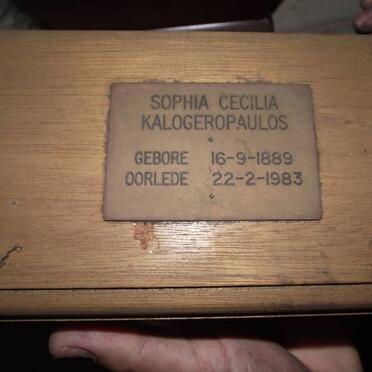 SOPHIA CECILIA
KALOGEROPAULOS
GEBORE 16-9-1889
OORLEDE 22-2-1983